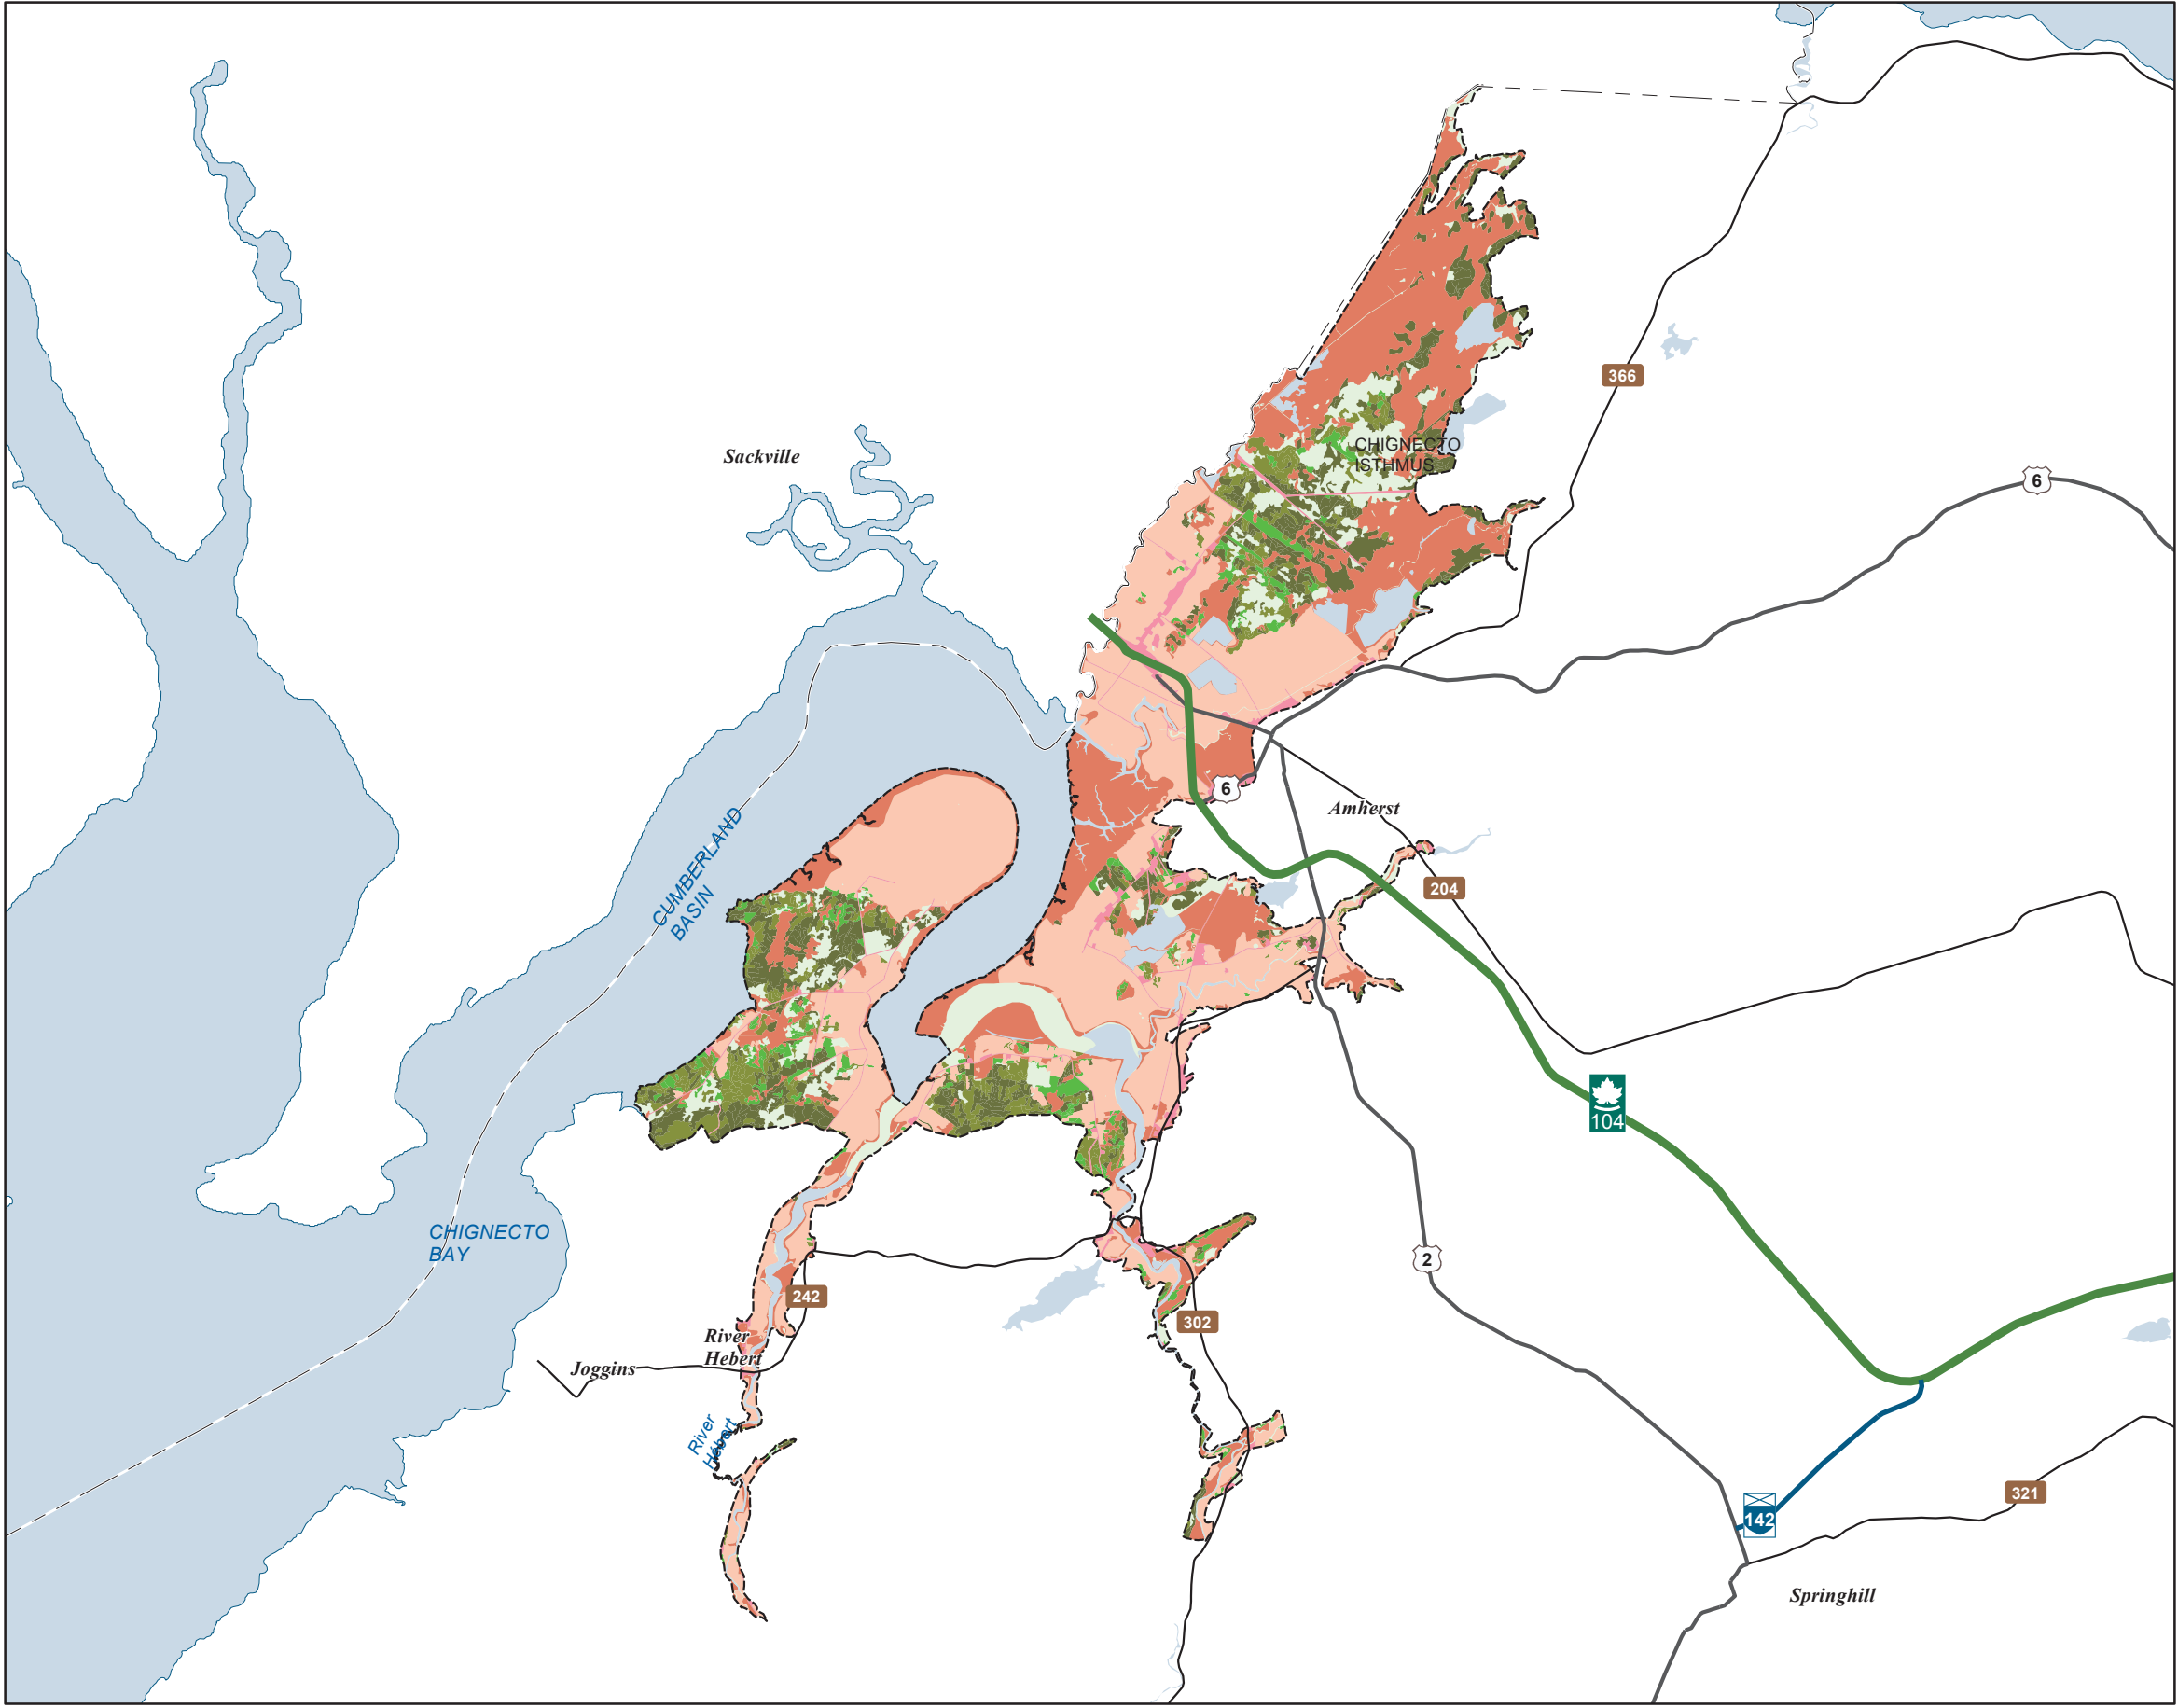 366
Sackville
CHIGNECTO
ISTHMUS
6
6
Amherst
CUMBERLAND
BASIN
204
104
CHIGNECTO
BAY
2
242
302
River
Hebert
Joggins
River
Hébert
321
142
Springhill